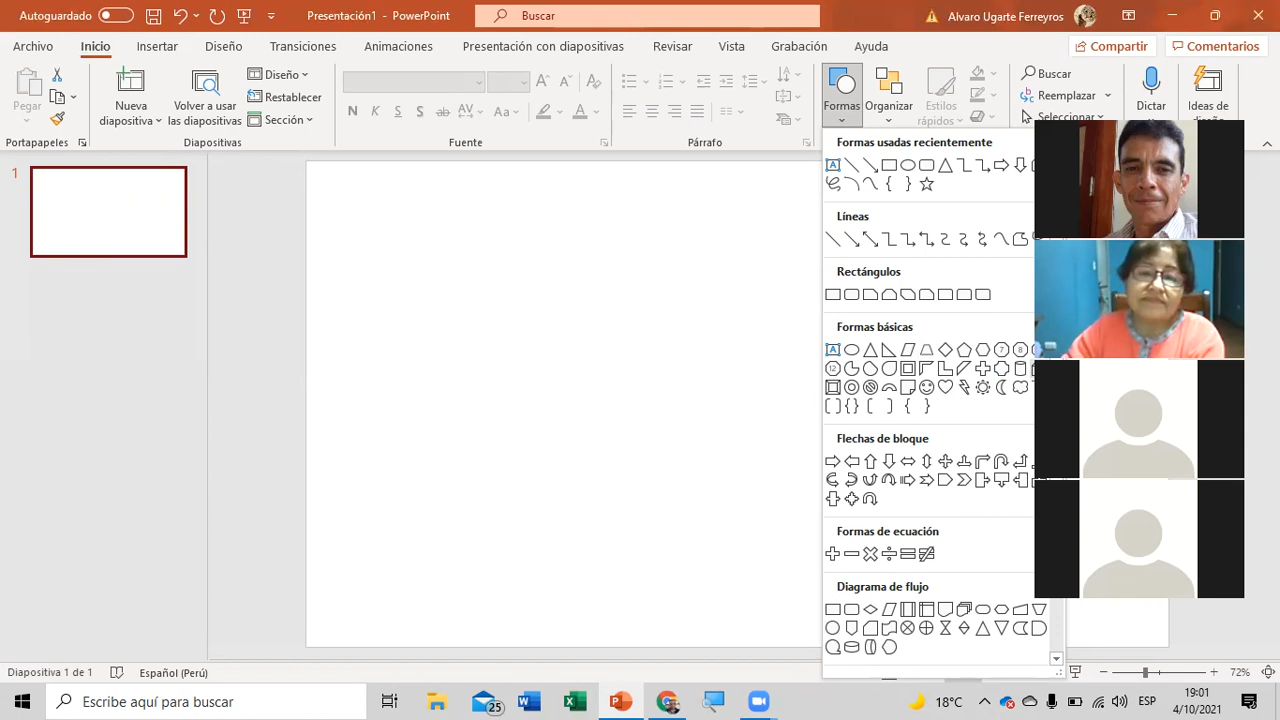 Autoguardado
Presentación1 - PowerPoint
Buscar
Alvaro Ugarte Ferreyros
Archivo Inicio Insertar Diseño Transiciones Animaciones Presentación con diapositivas Revisar Vista Grabación Ayuda
Compartir
Comentarios
Pegar
Portapapeles
Nueva
diapositiva
Volver a usar
las diapositivas
Diseño
Restablecer
Sección
Diapositivas
N K S S AV Aa A
Fuente
Párrafo
Formas
Organizar
Estilos
rápidos
Buscar
Reemplazar
Seleccionar
Dictar
Ideas de
Formas usadas recientemente
Líneas
Rectángulos
Formas básicas
Flechas de bloque
Formas de ecuación
Diagrama de flujo
1
Diapositiva 1 de 1
Español (Perú)
72%
Escribe aquí para buscar
25
18°C
ESP
19:01
4/10/2021